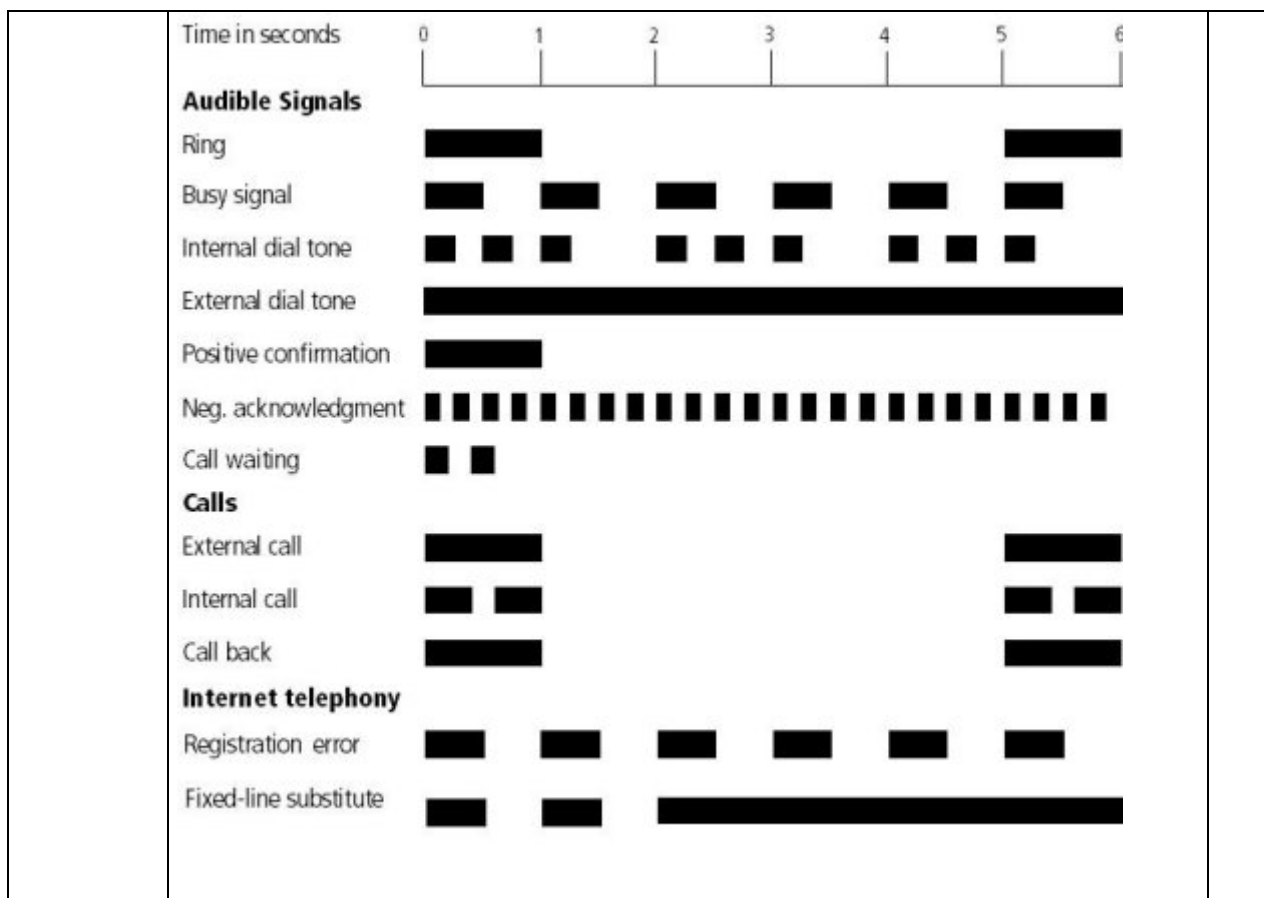 Time in seconds 0 1 2 3 4 5 6
Audible Signals
Ring
Busy signal
Internal dial tone
External dial tone
Positive confirmation
Neg. acknowledgment
Call waiting
Calls
External call
Internal call
Call back
Internet telephony
Registration error
Fixed-line substitute